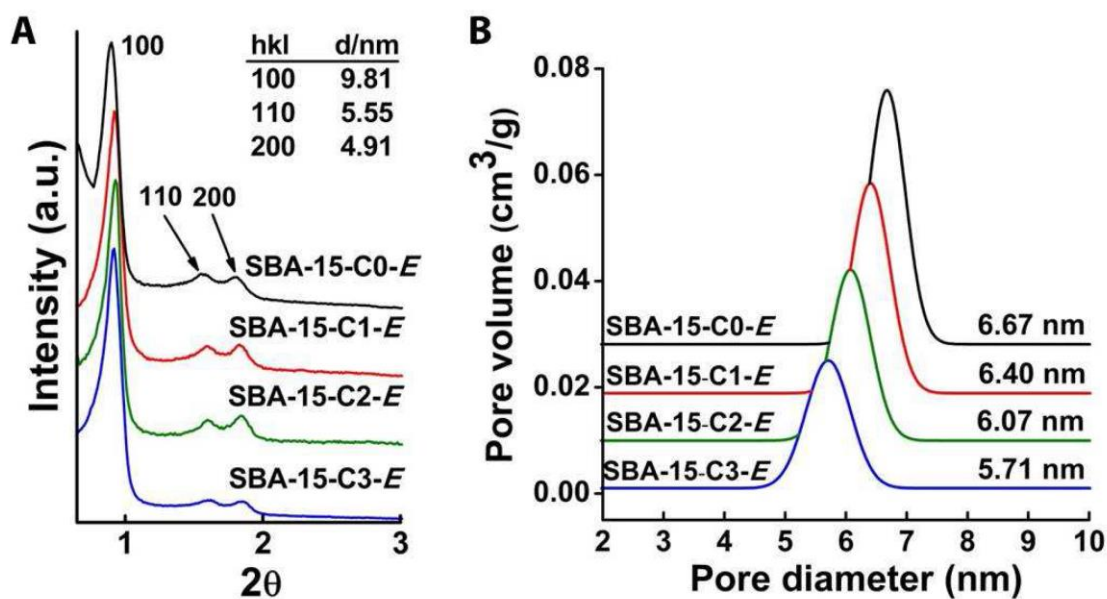 A
100
hkl d/nm
100 9.81
110 5.55
200 4.91
110 200
SBA-15-C0-E
SBA-15-C1-E
SBA-15-C2-E
SBA-15-C3-E
Intensity (a.u.)
1 2 3
2θ
B
0.08
0.06
0.04
0.02
0.00
Pore volume (cm³/g)
SBA-15-C0-E 6.67 nm
SBA-15-C1-E 6.40 nm
SBA-15-C2-E 6.07 nm
SBA-15-C3-E 5.71 nm
2 3 4 5 6 7 8 9 10
Pore diameter (nm)